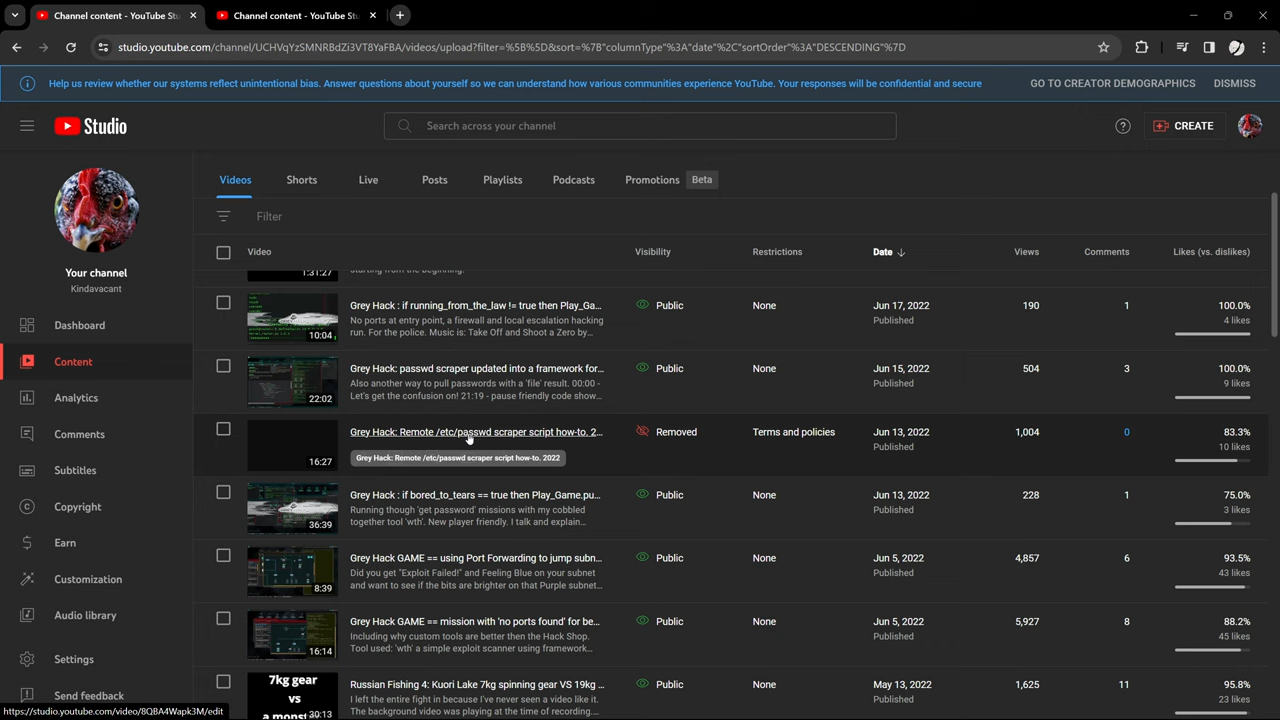 Channel content - YouTube Stu
Channel content - YouTube Stu
studio.youtube.com/channel/UCHVqYzSMNRBdZi3VT8YaFBA/videos/upload?filter=%5B%5D&sort=%7B"columnType"%3A"date"%2C"sortOrder"%3A"DESCENDING"%7D
Help us review whether our systems reflect unintentional bias. Answer questions about yourself so we can understand how various communities experience YouTube. Your responses will be confidential and secure
GO TO CREATOR DEMOGRAPHICS
DISMISS
Studio
Search across your channel
CREATE
Your channel
Kindavacant
Dashboard
Content
Analytics
Comments
Subtitles
Copyright
Earn
Customization
Audio library
Settings
Send feedback
Videos
Shorts
Live
Posts
Playlists
Podcasts
Promotions
Beta
Filter
Video
Visibility
Restrictions
Date
Views
Comments
Likes (vs. dislikes)
1:31:27
starting from the beginning.
10:04
Grey Hack : if running_from_the_law != true then Play_Ga...
No ports at entry point, a firewall and local escalation hacking
run. For the police. Music is: Take Off and Shoot a Zero by...
Public
None
Jun 17, 2022
Published
190
1
100.0%
4 likes
22:02
Grey Hack: passwd scraper updated into a framework for...
Also another way to pull passwords with a 'file' result. 00:00 -
Let's get the confusion on! 21:19 - pause friendly code show...
Public
None
Jun 15, 2022
Published
504
3
100.0%
9 likes
16:27
Grey Hack: Remote /etc/passwd scraper script how-to. 2...
Grey Hack: Remote /etc/passwd scraper script how-to. 2022
Removed
Terms and policies
Jun 13, 2022
Published
1,004
0
83.3%
10 likes
36:39
Grey Hack : if bored_to_tears == true then Play_Game.pu...
Running though 'get password' missions with my cobbled
together tool 'wth'. New player friendly. I talk and explain...
Public
None
Jun 13, 2022
Published
228
1
75.0%
3 likes
8:39
Grey Hack GAME == using Port Forwarding to jump subn...
Did you get "Exploit Failed!" and Feeling Blue on your subnet
and want to see if the bits are brighter on that Purple subnet...
Public
None
Jun 5, 2022
Published
4,857
6
93.5%
43 likes
16:14
Grey Hack GAME == mission with 'no ports found' for be...
Including why custom tools are better then the Hack Shop.
Tool used: 'wth' a simple exploit scanner using framework...
Public
None
Jun 5, 2022
Published
5,927
8
88.2%
45 likes
7kg gear
vs
a mons
30:13
Russian Fishing 4: Kuori Lake 7kg spinning gear VS 19kg ...
I left the entire fight in because I've never seen a video like it.
The background video was playing at the time of recording...
Public
None
May 13, 2022
Published
1,625
11
95.8%
23 likes
https://studio.youtube.com/video/8QBA4Wapk3M/edit